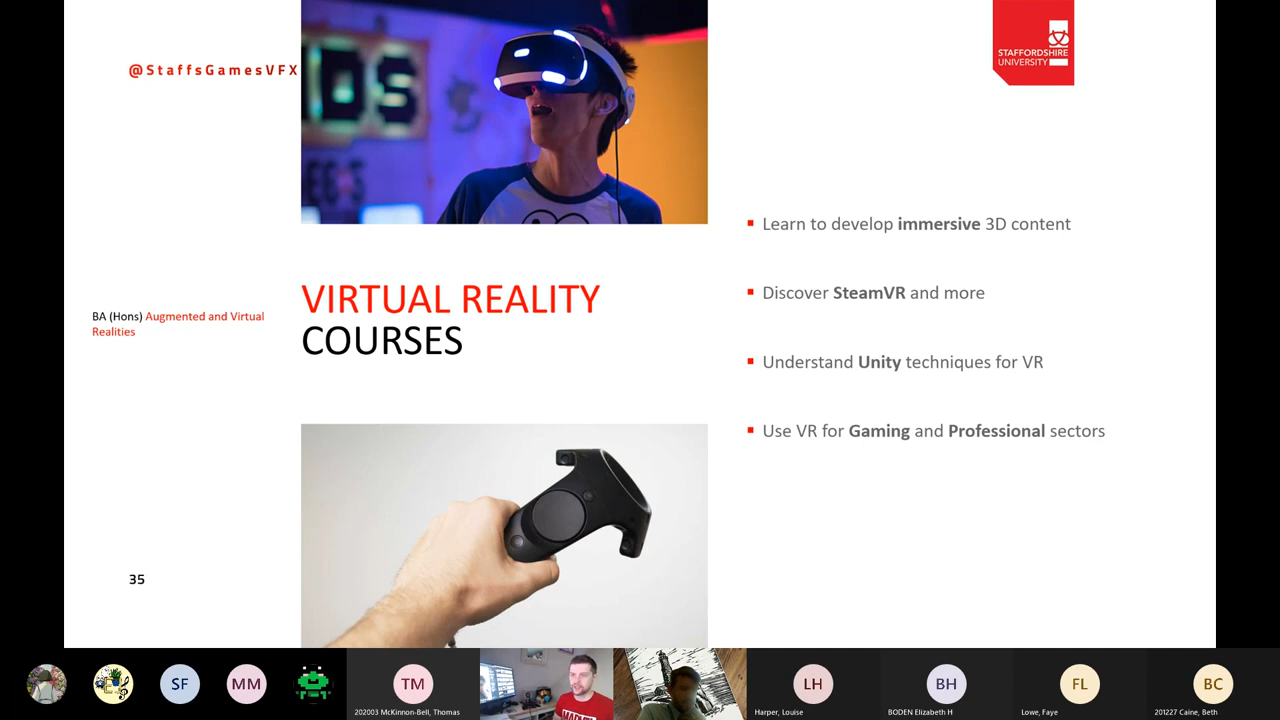 @StaffsGamesVFX
STAFFORDSHIRE
UNIVERSITY
BA (Hons) Augmented and Virtual
Realities
VIRTUAL REALITY
COURSES
Learn to develop immersive 3D content
Discover SteamVR and more
Understand Unity techniques for VR
Use VR for Gaming and Professional sectors
35
SF
MM
TM
LH
BH
FL
BC
202003 McKinnon-Bell, Thomas
Harper, Louise
BODEN Elizabeth H
Lowe, Faye
201227 Caine, Beth